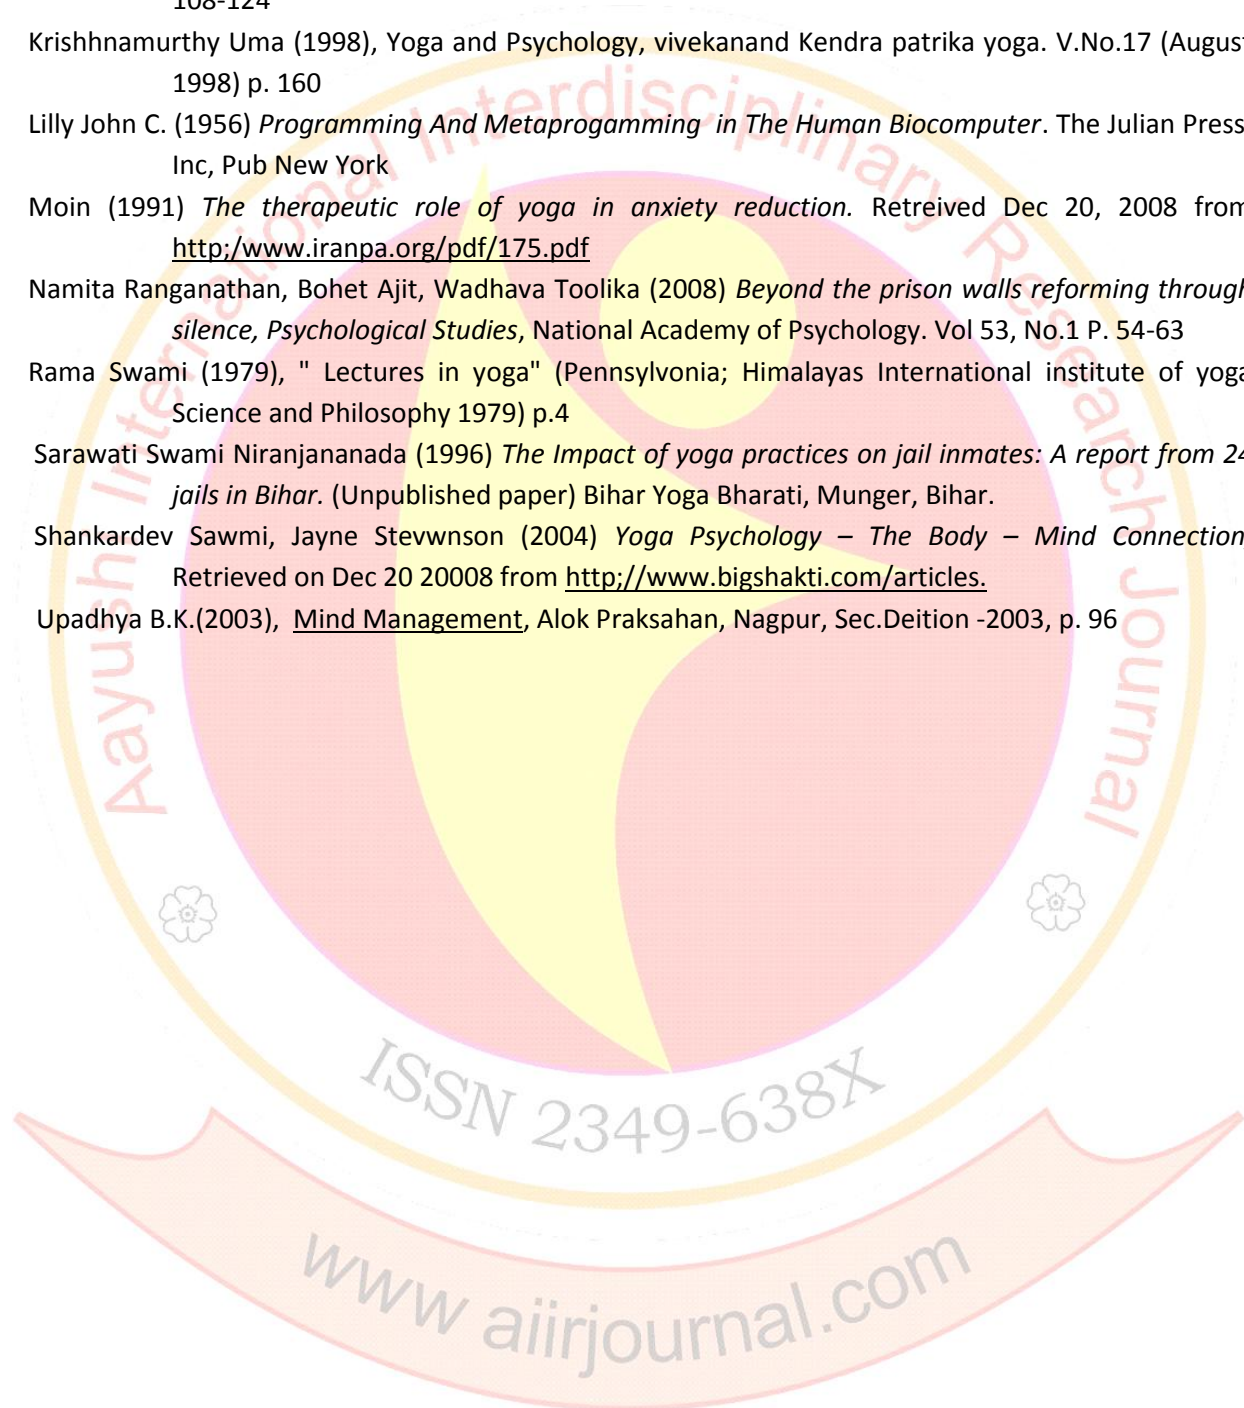 108-124
Krishhnamurthy Uma (1998), Yoga and Psychology, vivekanand Kendra patrika yoga. V.No.17 (August
1998) p. 160
Lilly John C. (1956) Programming And Metaprogamming in The Human Biocomputer. The Julian Press
Inc, Pub New York
Moin (1991) The therapeutic role of yoga in anxiety reduction. Retreived Dec 20, 2008 from
http;/www.iranpa.org/pdf/175.pdf
Namita Ranganathan, Bohet Ajit, Wadhava Toolika (2008) Beyond the prison walls reforming through
silence, Psychological Studies, National Academy of Psychology. Vol 53, No.1 P. 54-63
Rama Swami (1979), " Lectures in yoga" (Pennsylvonia; Himalayas International institute of yoga
Science and Philosophy 1979) p.4
Sarawati Swami Niranjananada (1996) The Impact of yoga practices on jail inmates: A report from 24
jails in Bihar. (Unpublished paper) Bihar Yoga Bharati, Munger, Bihar.
Shankardev Sawmi, Jayne Stevwnson (2004) Yoga Psychology – The Body – Mind Connection,
Retrieved on Dec 20 20008 from http;//www.bigshakti.com/articles.
Upadhya B.K.(2003), Mind Management, Alok Praksahan, Nagpur, Sec.Deition -2003, p. 96
Aayushi International Interdisciplinary Research Journal
ISSN 2349-638X
www aiirjournal.com